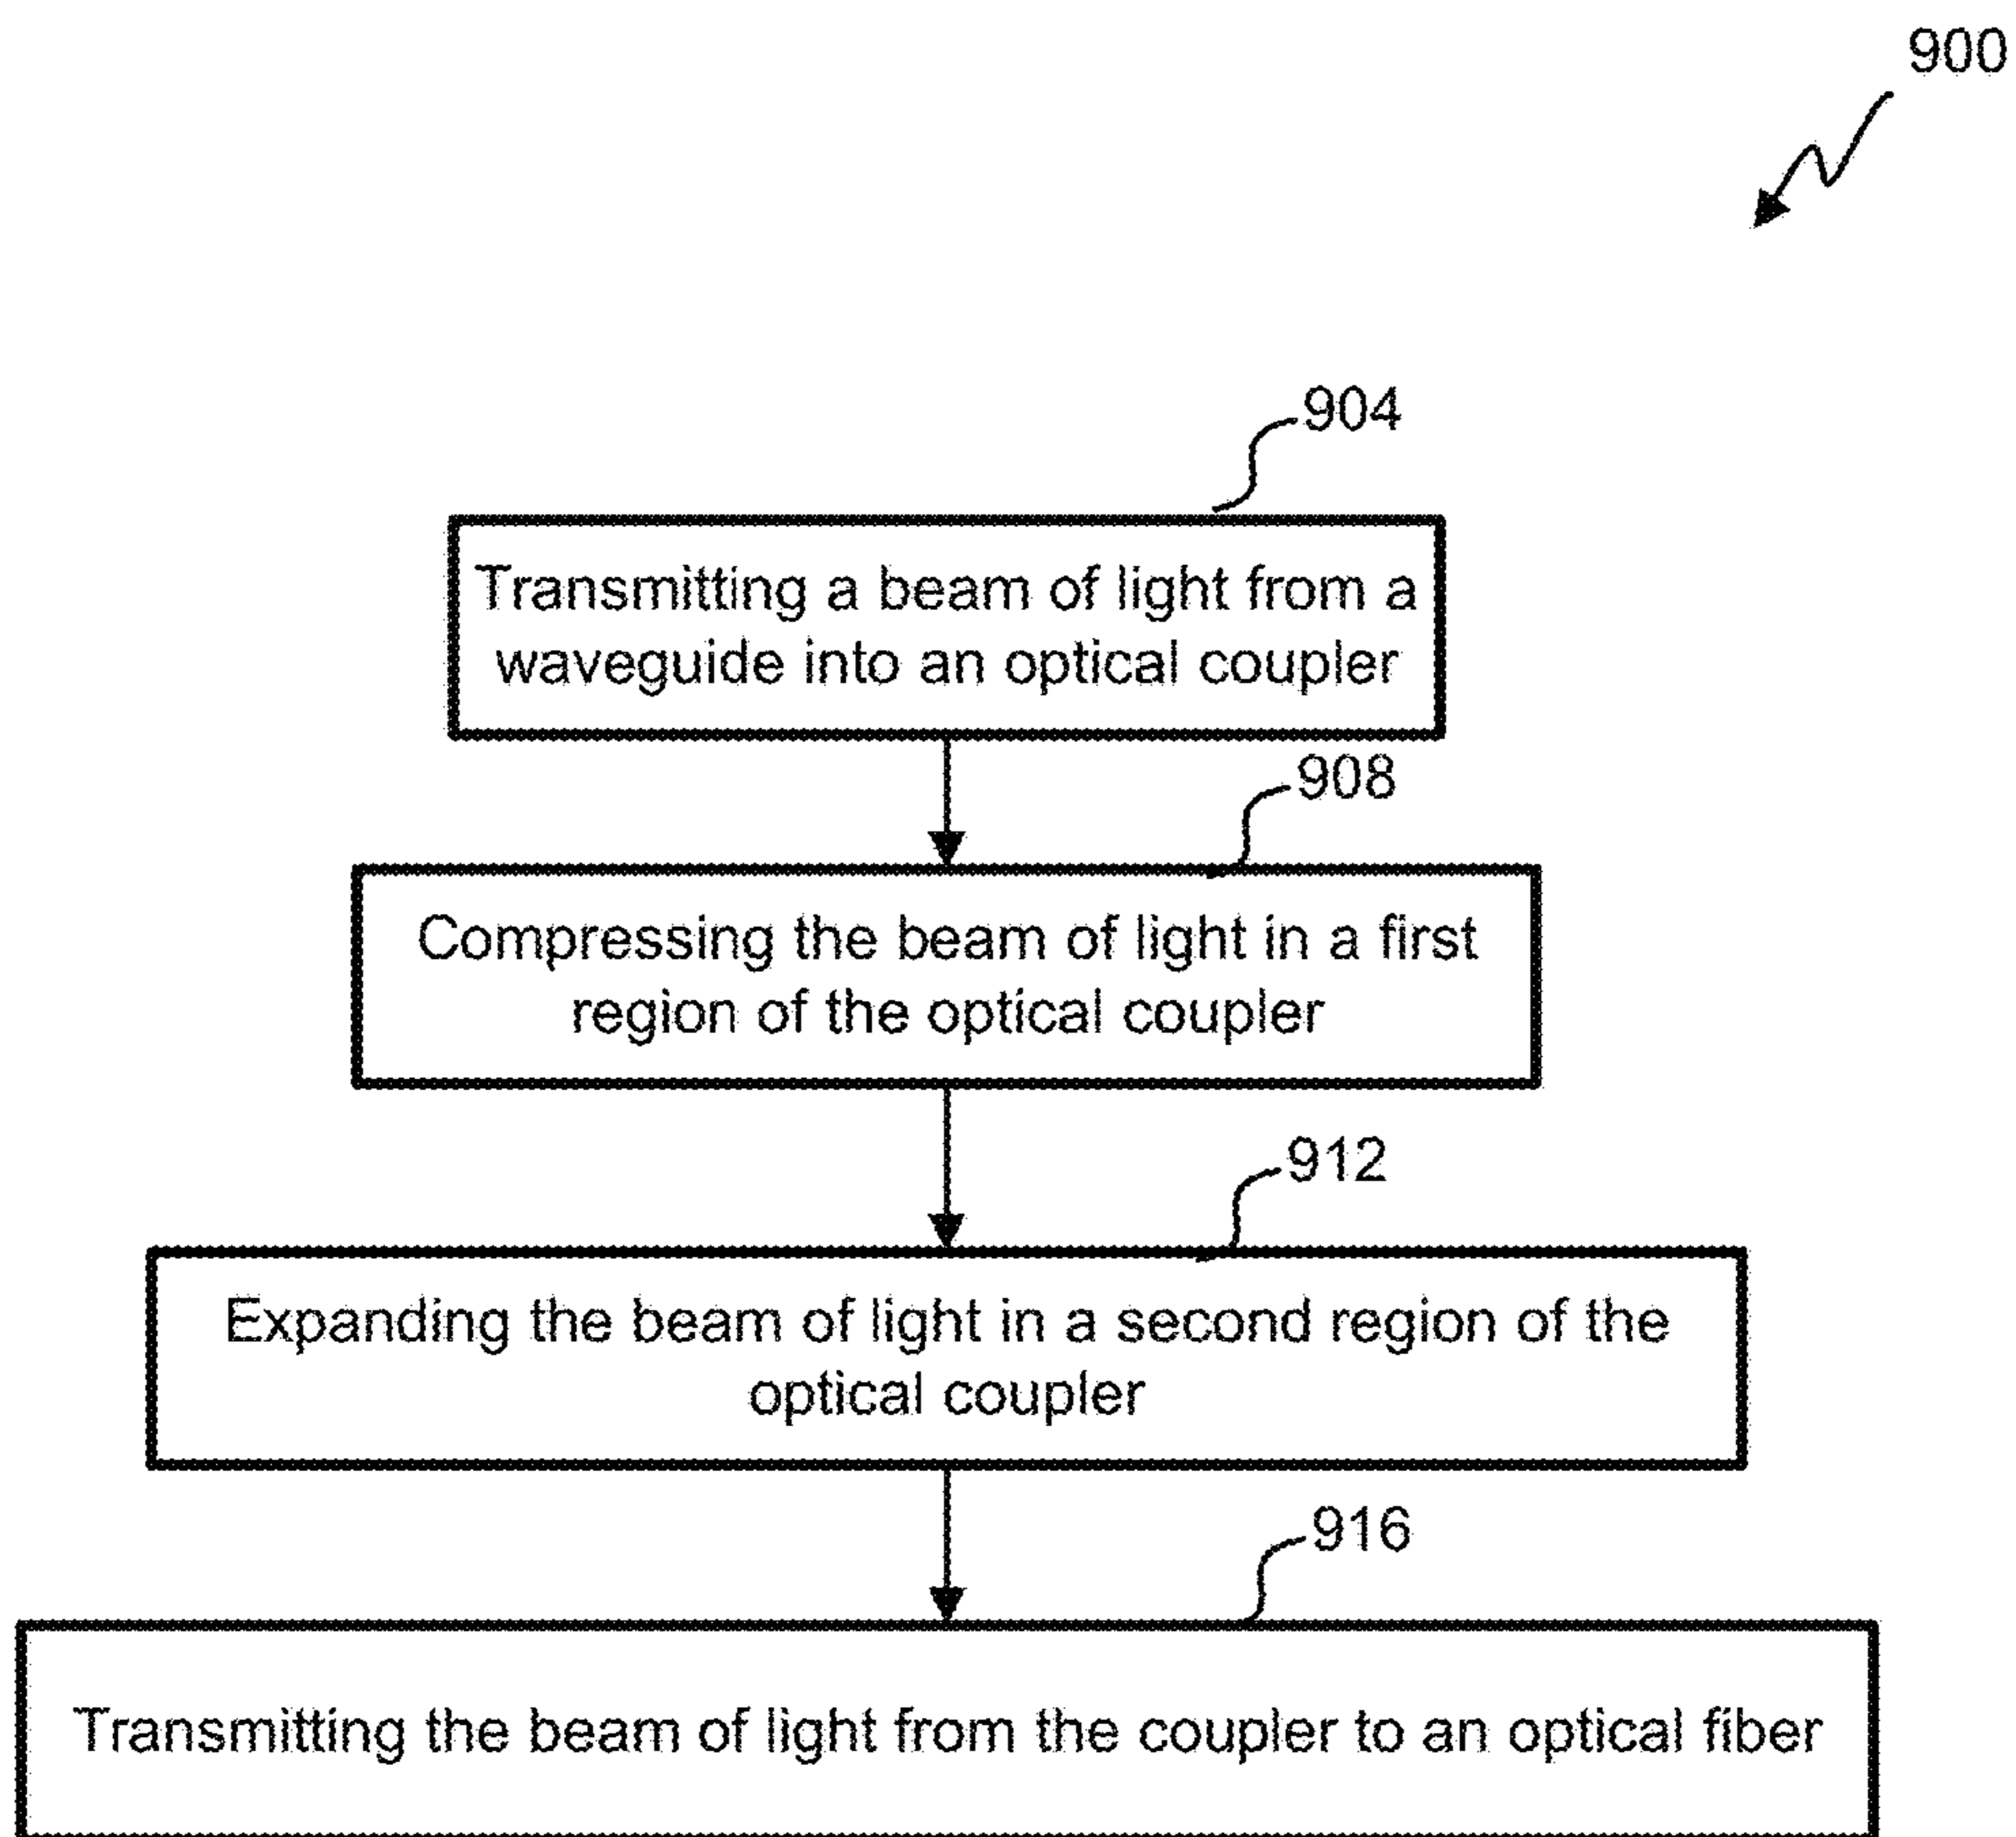 900
904
Transmitting a beam of light from a
waveguide into an optical coupler
908
Compressing the beam of light in a first
region of the optical coupler
912
Expanding the beam of light in a second region of the
optical coupler
916
Transmitting the beam of light from the coupler to an optical fiber